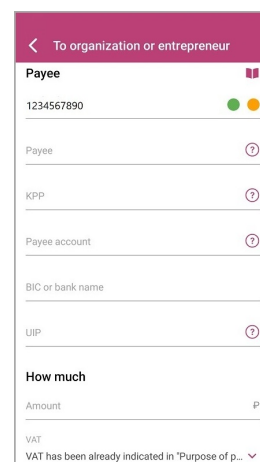 To organization or entrepreneur
Payee
1234567890
Payee
KPP
Payee account
BIC or bank name
UIP
How much
Amount ₽
VAT
VAT has been already indicated in "Purpose of p...